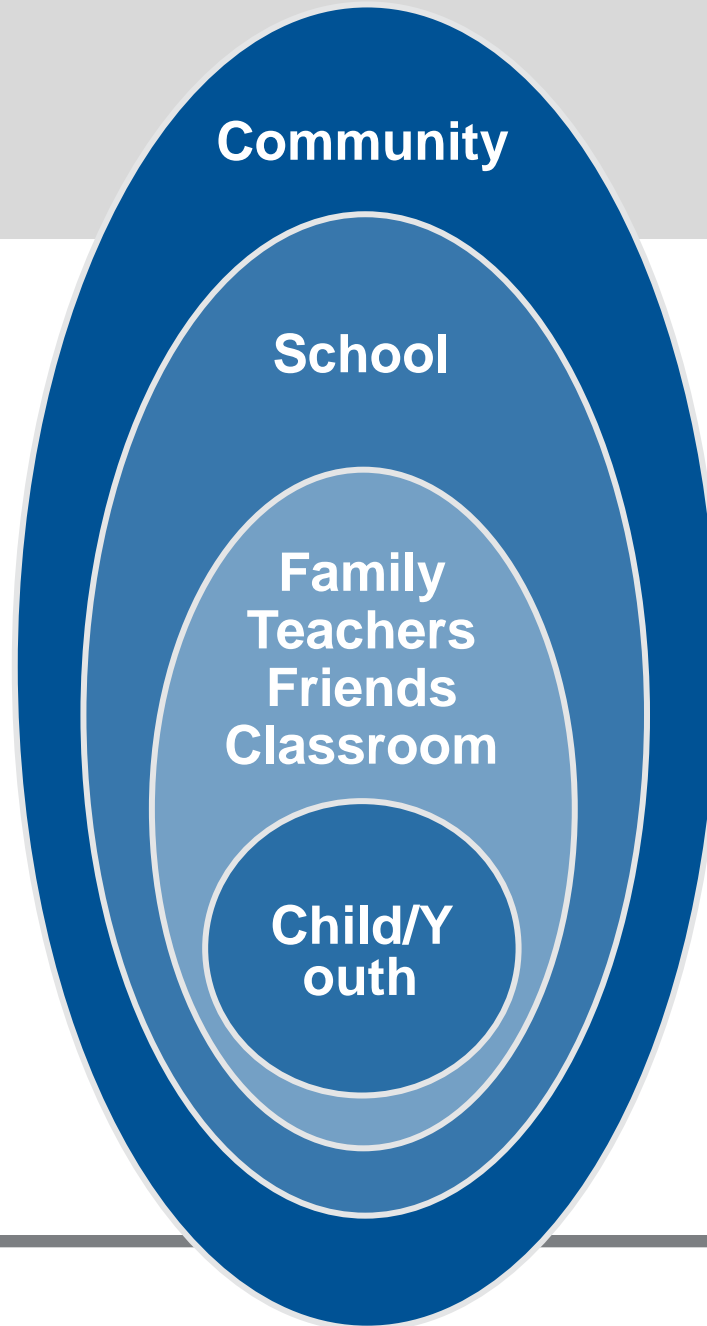 Community
School
Family
Teachers
Friends
Classroom
Child/Y
outh